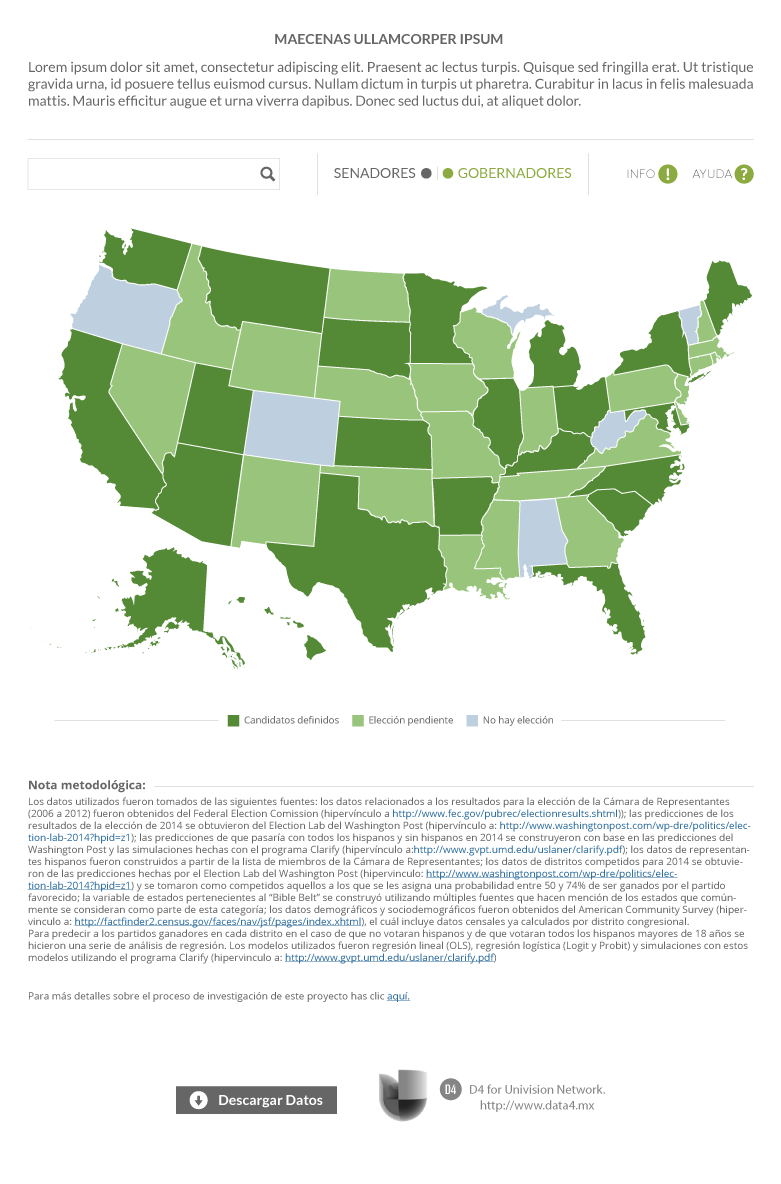 MAECENAS ULLAMCORPER IPSUM
Lorem ipsum dolor sit amet, consectetur adipiscing elit. Praesent ac lectus turpis. Quisque sed fringilla erat. Ut tristique
gravida urna, id posuere tellus euismod cursus. Nullam dictum in turpis ut pharetra. Curabitur in lacus in felis malesuada
mattis. Mauris efficitur augue et urna viverra dapibus. Donec sed luctus dui, at aliquet dolor.
SENADORES | GOBERNADORES INFO ! AYUDA ?
Candidatos definidos Elección pendiente No hay elección
Nota metodológica:
Los datos utilizados fueron tomados de las siguientes fuentes: los datos relacionados a los resultados para la elección de la Cámara de Representantes
(2006 a 2012) fueron obtenidos del Federal Election Comission (hipervínculo a http://www.fec.gov/pubrec/electionresults.shtml)); las predicciones de los
resultados de la elección de 2014 se obtuvieron del Election Lab del Washington Post (hipervínculo a: http://www.washingtonpost.com/wp-dre/politics/elec-
tion-lab-2014?hpid=z1); las predicciones de que pasaría con todos los hispanos y sin hispanos en 2014 se construyeron con base en las predicciones del
Washington Post y las simulaciones hechas con el programa Clarify (hipervínculo a:http://www.gvpt.umd.edu/uslaner/clarify.pdf); los datos de representan-
tes hispanos fueron construidos a partir de la lista de miembros de la Cámara de Representantes; los datos de distritos competidos para 2014 se obtuvie-
ron de las predicciones hechas por el Election Lab del Washington Post (hipervinculo: http://www.washingtonpost.com/wp-dre/politics/elec-
tion-lab-2014?hpid=z1) y se tomaron como competidos aquellos a los que se les asigna una probabilidad entre 50 y 74% de ser ganados por el partido
favorecido; la variable de estados pertenecientes al "Bible Belt" se construyó utilizando múltiples fuentes que hacen mención de los estados que común-
mente se consideran como parte de esta categoría; los datos demográficos y sociodemográficos fueron obtenidos del American Community Survey (hiper-
vinculo a: http://factfinder2.census.gov/faces/nav/jsf/pages/index.xhtml), el cuál incluye datos censales ya calculados por distrito congresional.
Para predecir a los partidos ganadores en cada distrito en el caso de que no votaran hispanos y de que votaran todos los hispanos mayores de 18 años se
hicieron una serie de análisis de regresión. Los modelos utilizados fueron regresión lineal (OLS), regresión logística (Logit y Probit) y simulaciones con estos
modelos utilizando el programa Clarify (hipervinculo a: http://www.gvpt.umd.edu/uslaner/clarify.pdf)
Para más detalles sobre el proceso de investigación de este proyecto has clic aquí.
Descargar Datos
D4 D4 for Univision Network.
http://www.data4.mx